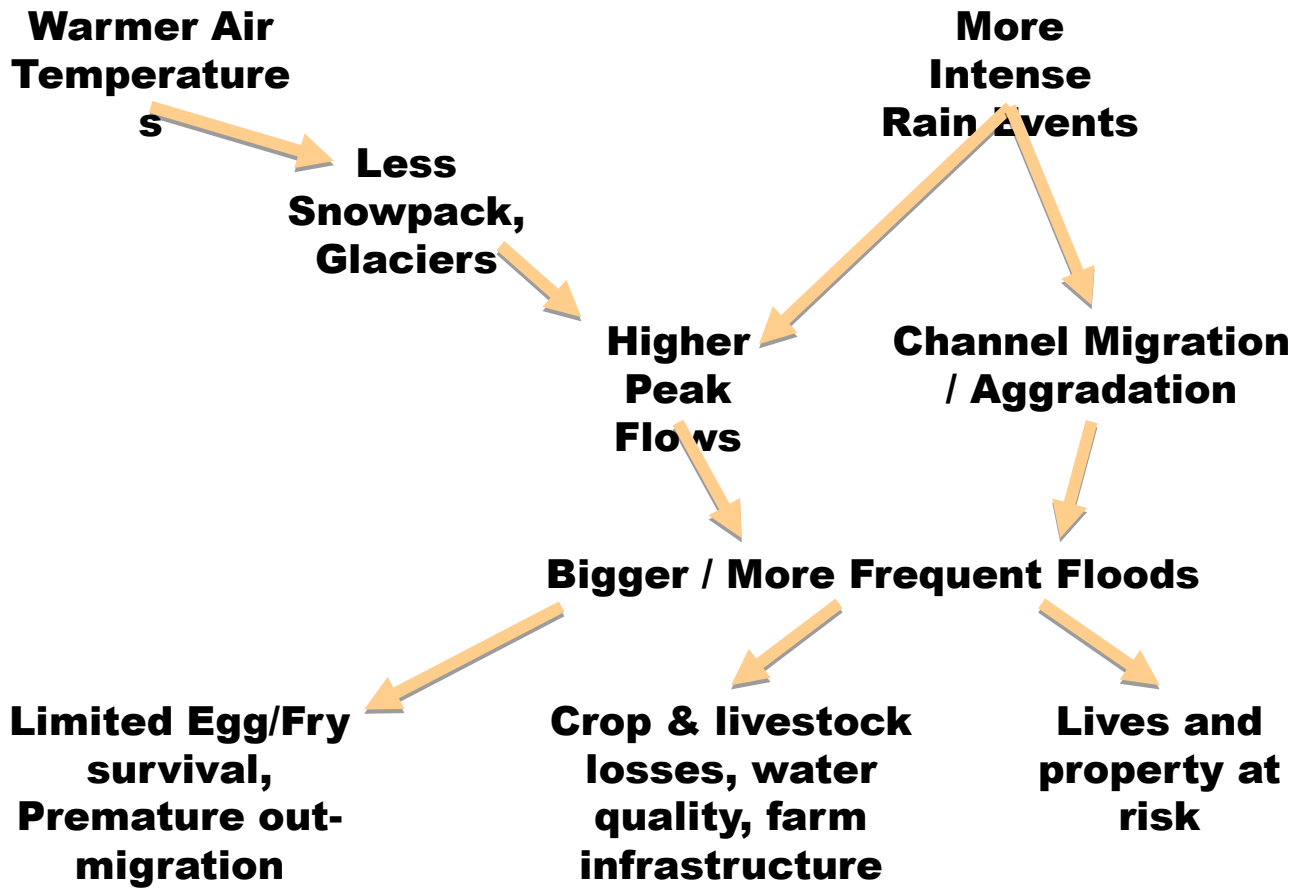 Warmer Air
Temperature
s
More
Intense
Rain Events
Less
Snowpack,
Glaciers
Higher
Peak
Flows
Channel Migration
/ Aggradation
Bigger / More Frequent Floods
Limited Egg/Fry
survival,
Premature out-
migration
Crop & livestock
losses, water
quality, farm
infrastructure
Lives and
property at
risk